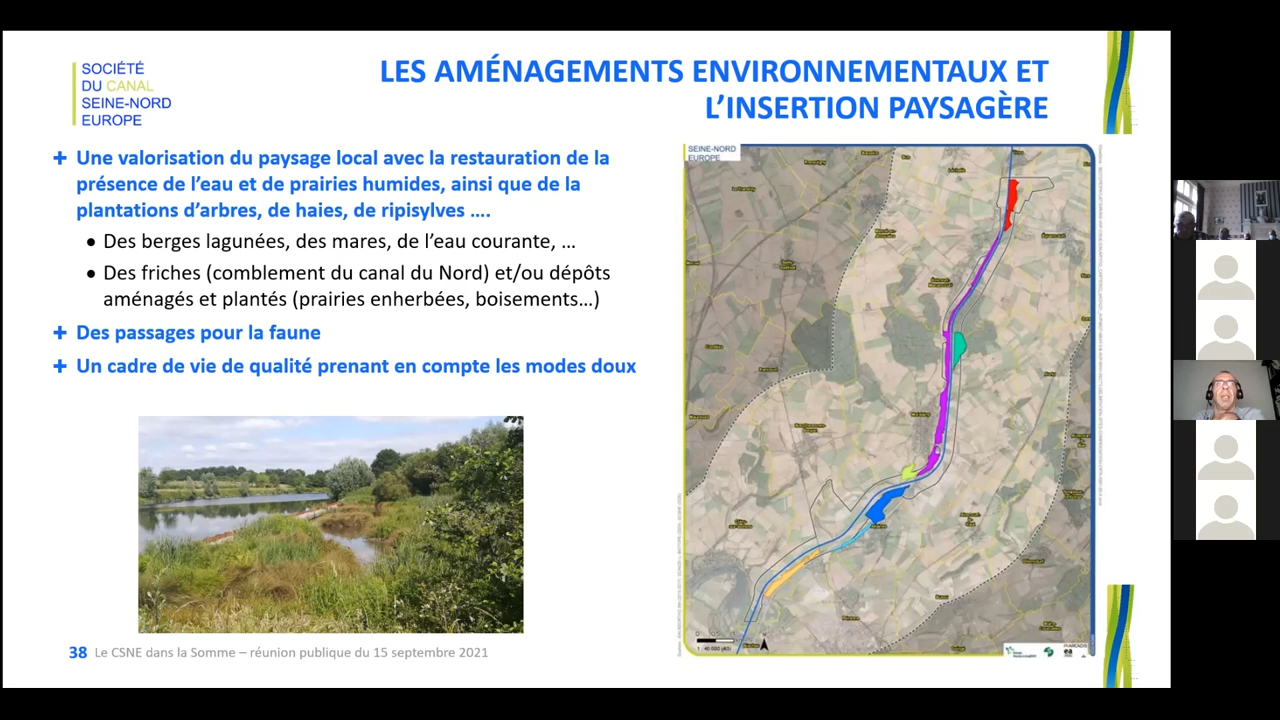 SOCIÉTÉ
DU CANAL
SEINE-NORD
EUROPE
LES AMÉNAGEMENTS ENVIRONNEMENTAUX ET
L'INSERTION PAYSAGÈRE
+ Une valorisation du paysage local avec la restauration de la
présence de l'eau et de prairies humides, ainsi que de la
plantations d'arbres, de haies, de ripisylves ....
• Des berges lagunées, des mares, de l'eau courante, ...
• Des friches (comblement du canal du Nord) et/ou dépôts
aménagés et plantés (prairies enherbées, boisements...)
+ Des passages pour la faune
+ Un cadre de vie de qualité prenant en compte les modes doux
SEINE-NORD
EUROPE
38 Le CSNE dans la Somme – réunion publique du 15 septembre 2021